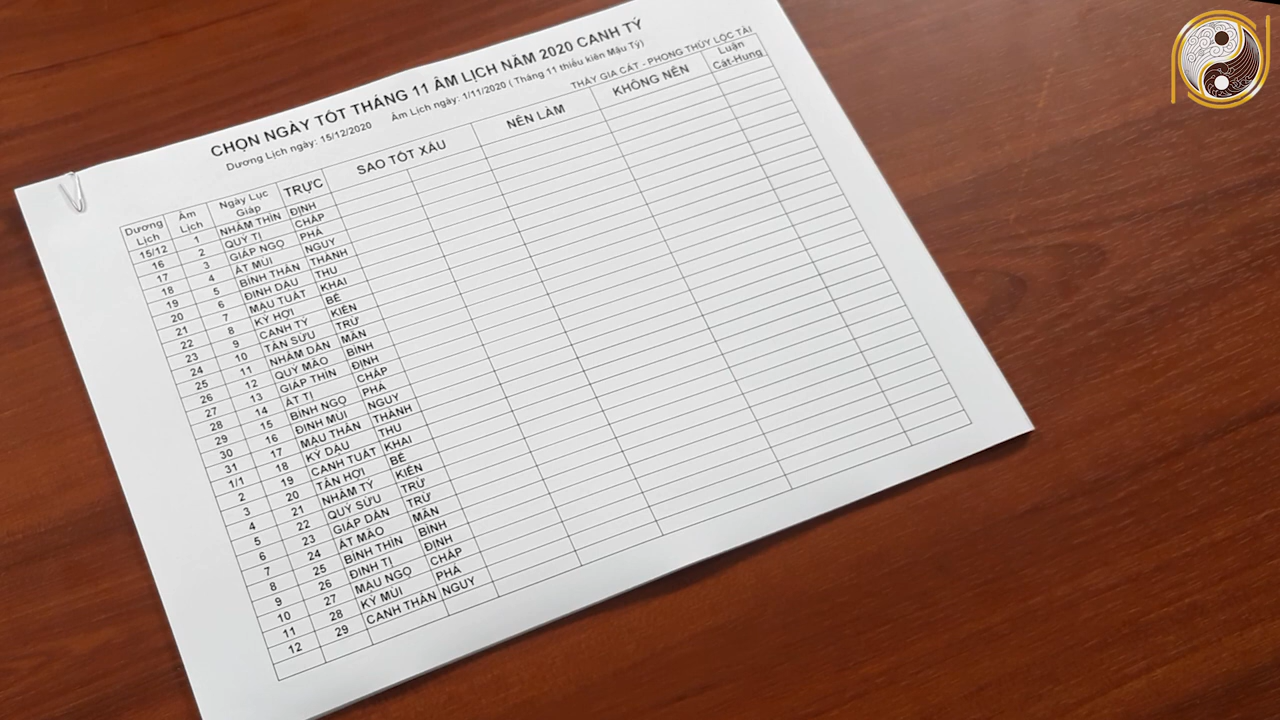 CHỌN NGÀY TỐT THÁNG 11 ÂM LỊCH NĂM 2020 CANH TÝ
Dương Lịch ngày: 15/12/2020 Âm Lịch ngày: 1/11/2020 ( Tháng 11 thiếu kiên Mậu Tý)
THẦY GIA CÁT - PHONG THỦY LỘC TÀI
Dương Lịch Âm Lịch Ngày Lục Giáp TRỰC SAO TỐT XẤU NÊN LÀM KHÔNG NÊN Luận Cát-Hung
15/12 1 NHÂM THÌN ĐỊNH
16 2 QUÝ TỊ CHẤP
17 3 GIÁP NGỌ PHÁ
18 4 ẤT MÙI NGUY
19 5 BÍNH THÂN THÀNH
20 6 ĐINH DẬU THU
21 7 MẬU TUẤT KHAI
22 8 KỶ HỢI BẾ
23 9 CANH TÝ KIÊN
24 10 TÂN SỬU TRỪ
25 11 NHÂM DẦN MÃN
26 12 QUÝ MÃO BÌNH
27 13 GIÁP THÌN ĐỊNH
28 14 ẤT TỊ CHẤP
29 15 BÍNH NGỌ PHÁ
30 16 ĐINH MÙI NGUY
31 17 MẬU THÂN THÀNH
1/1 18 KỶ DẬU THU
2 19 CANH TUẤT KHAI
3 20 TÂN HỢI BẾ
4 21 NHÂM TÝ KIÊN
5 22 QUÝ SỬU TRỪ
6 23 GIÁP DẦN TRỪ
7 24 ẤT MÃO MÃN
8 25 BÍNH THÌN BÌNH
9 26 ĐINH TỊ ĐỊNH
10 27 MẬU NGỌ CHẤP
11 28 KỶ MÙI PHÁ
12 29 CANH THÂN NGUY